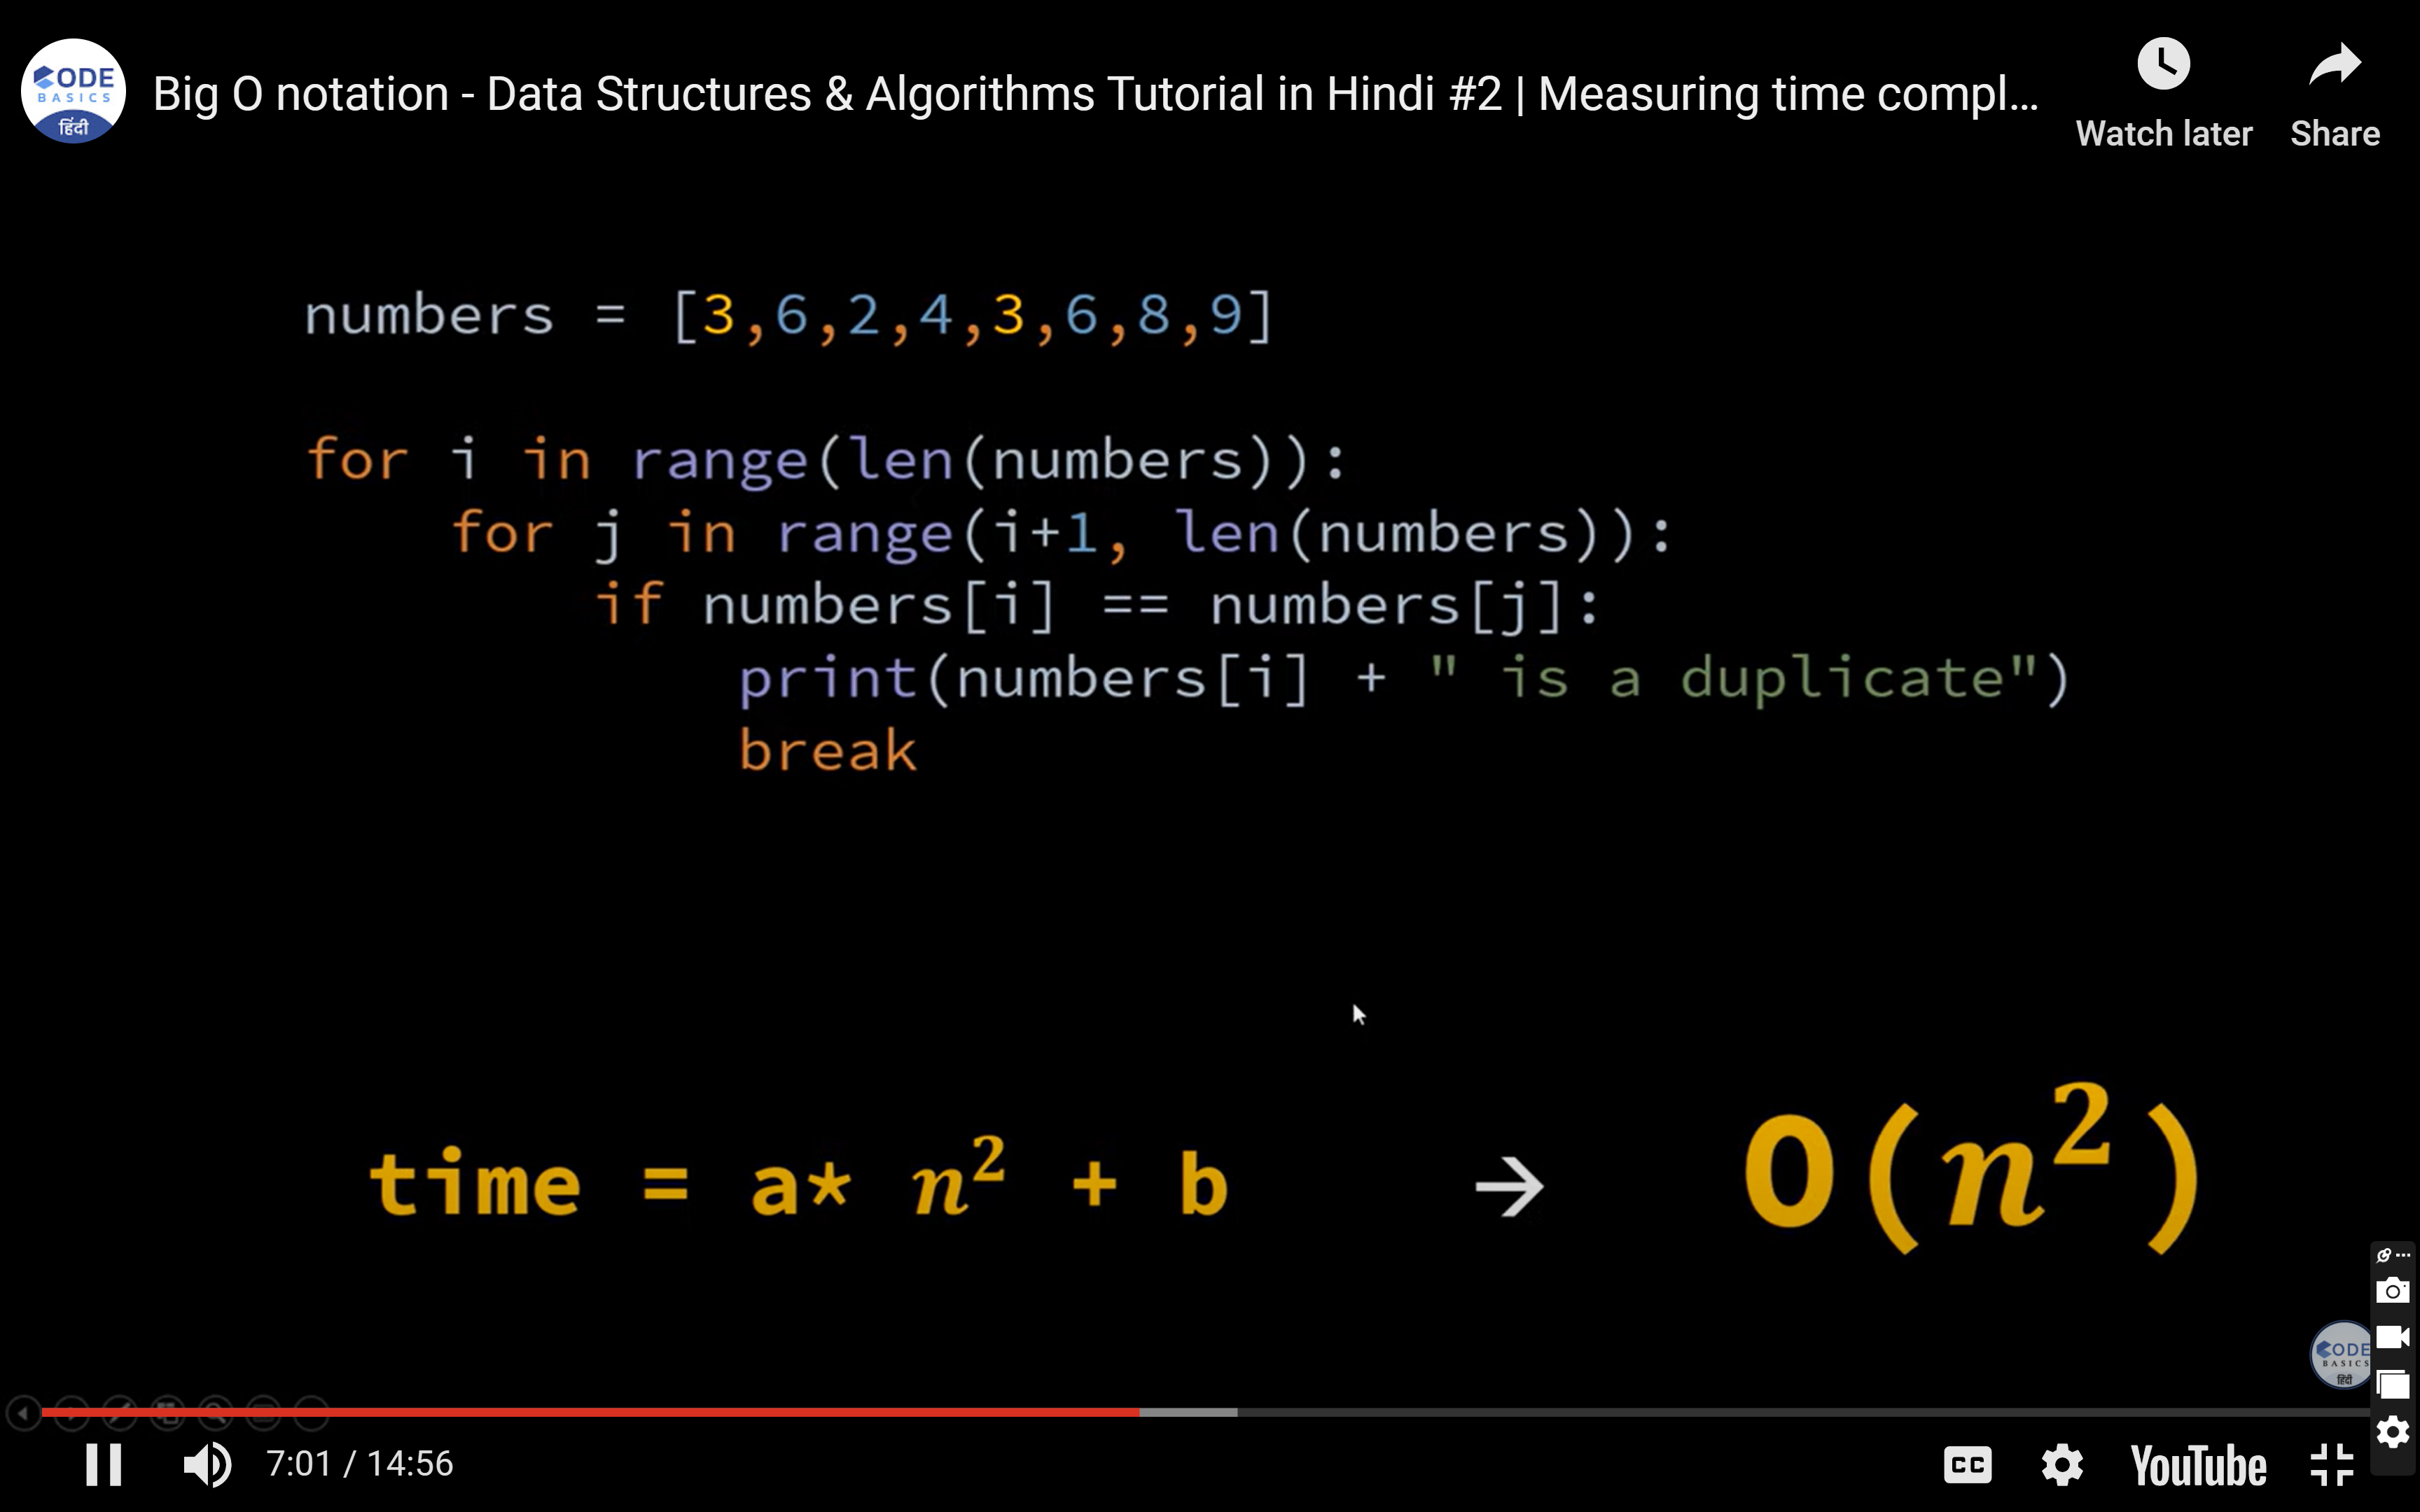 CODE
BASICS
हिंदी
Big O notation - Data Structures & Algorithms Tutorial in Hindi #2 | Measuring time compl...
Watch later
Share
numbers = [3,6,2,4,3,6,8,9]
for i in range(len(numbers)):
    for j in range(i+1, len(numbers)):
        if numbers[i] == numbers[j]:
            print(numbers[i] + " is a duplicate")
            break
time = a* n² + b → O(n²)
CODE
BASICS
हिंदी
7:01 / 14:56
CC
YouTube